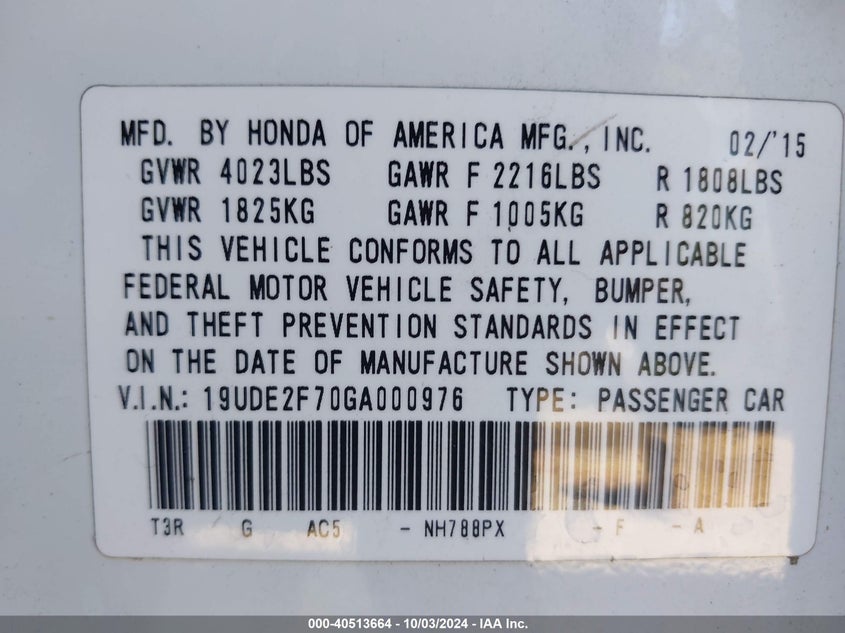 MFD. BY HONDA OF AMERICA MFG., INC. 02/'15
GVWR 4023LBS GAWR F 2216LBS R 1808LBS
GVWR 1825KG GAWR F 1005KG R 820KG
THIS VEHICLE CONFORMS TO ALL APPLICABLE
FEDERAL MOTOR VEHICLE SAFETY, BUMPER,
AND THEFT PREVENTION STANDARDS IN EFFECT
ON THE DATE OF MANUFACTURE SHOWN ABOVE.
V.I.N.: 19UDE2F70GA000976 TYPE: PASSENGER CAR
T3R G AC5 - NH788PX - F - A
000-40513664 - 10/03/2024 - IAA Inc.